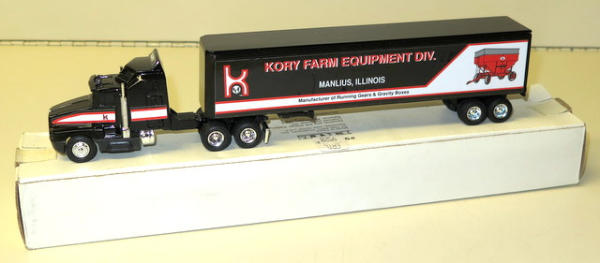 KORY FARM EQUIPMENT DIV.
MANLIUS, ILLINOIS
Manufacturer of Running Gears & Gravity Boxes
k